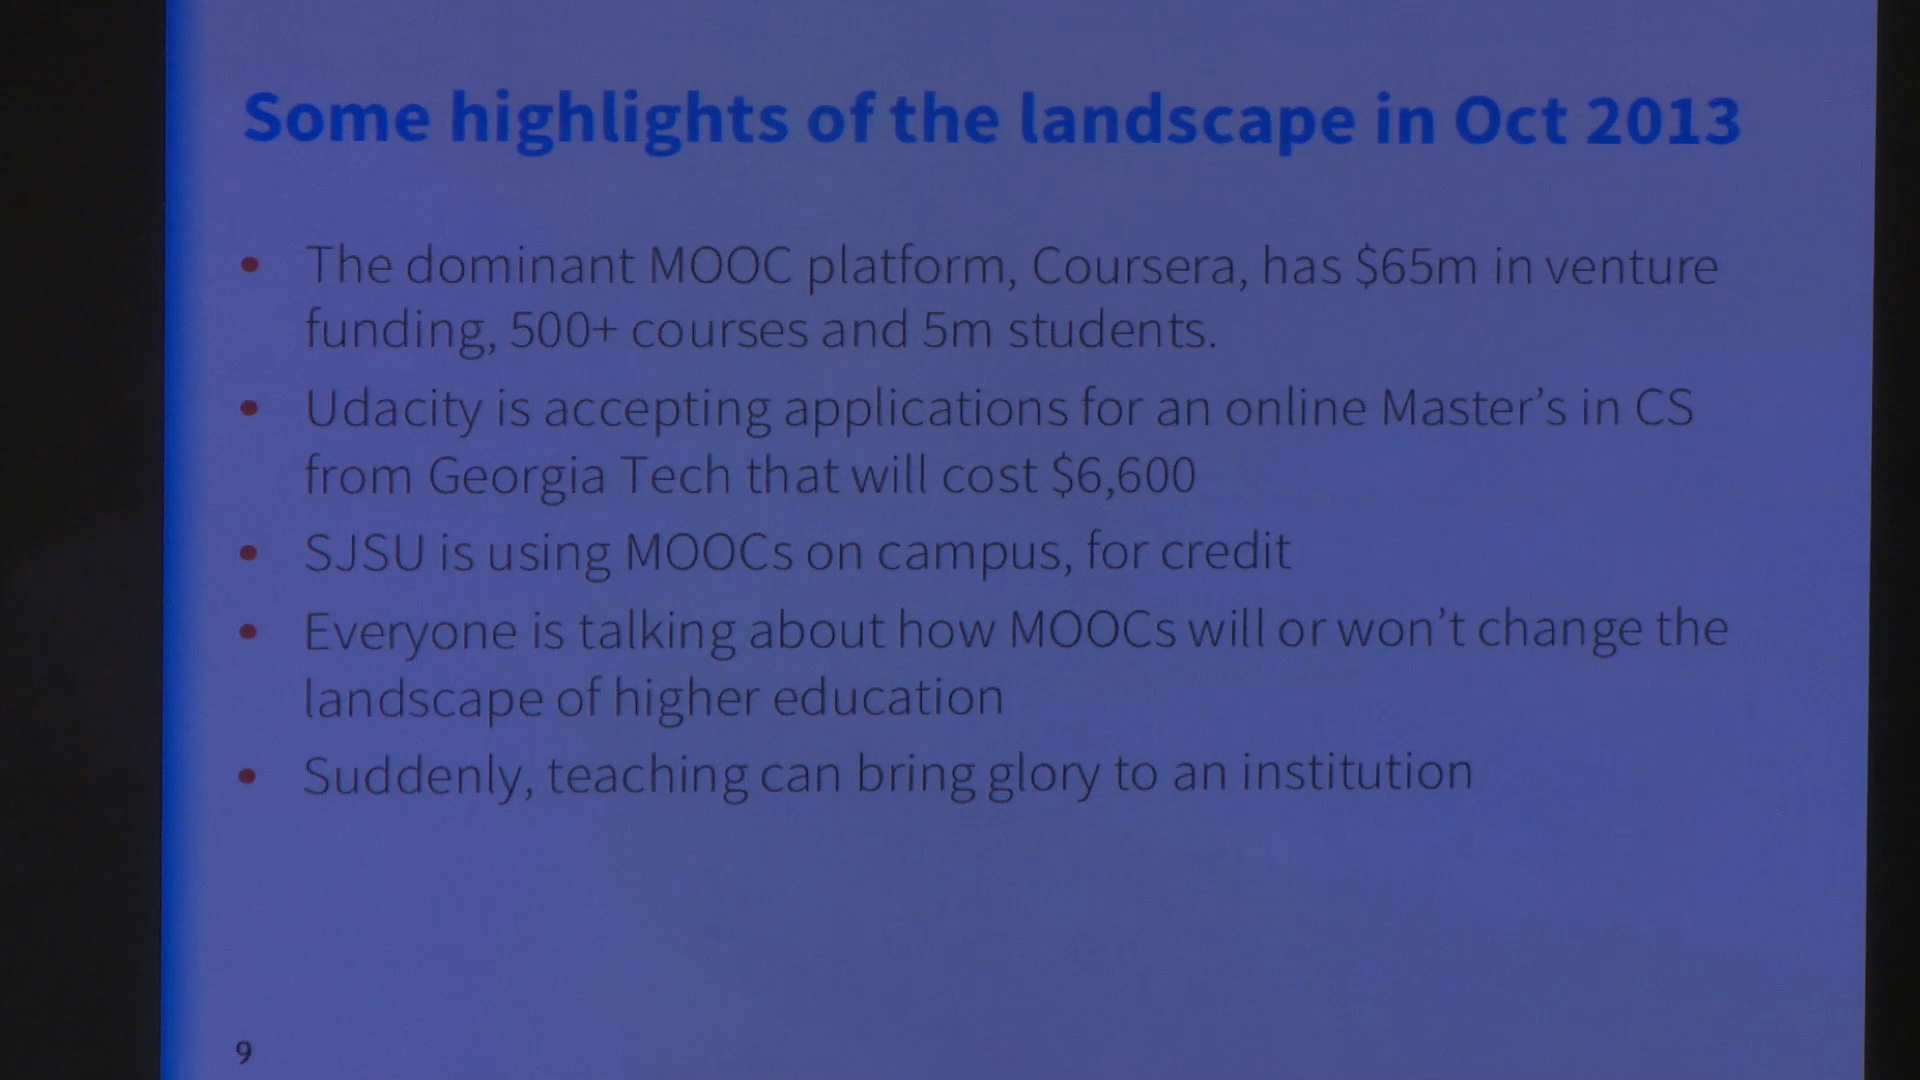 Some highlights of the landscape in Oct 2013
• The dominant MOOC platform, Coursera, has $65m in venture
funding, 500+ courses and 5m students.
• Udacity is accepting applications for an online Master’s in CS
from Georgia Tech that will cost $6,600
• SJSU is using MOOCs on campus, for credit
• Everyone is talking about how MOOCs will or won’t change the
landscape of higher education
• Suddenly, teaching can bring glory to an institution
9